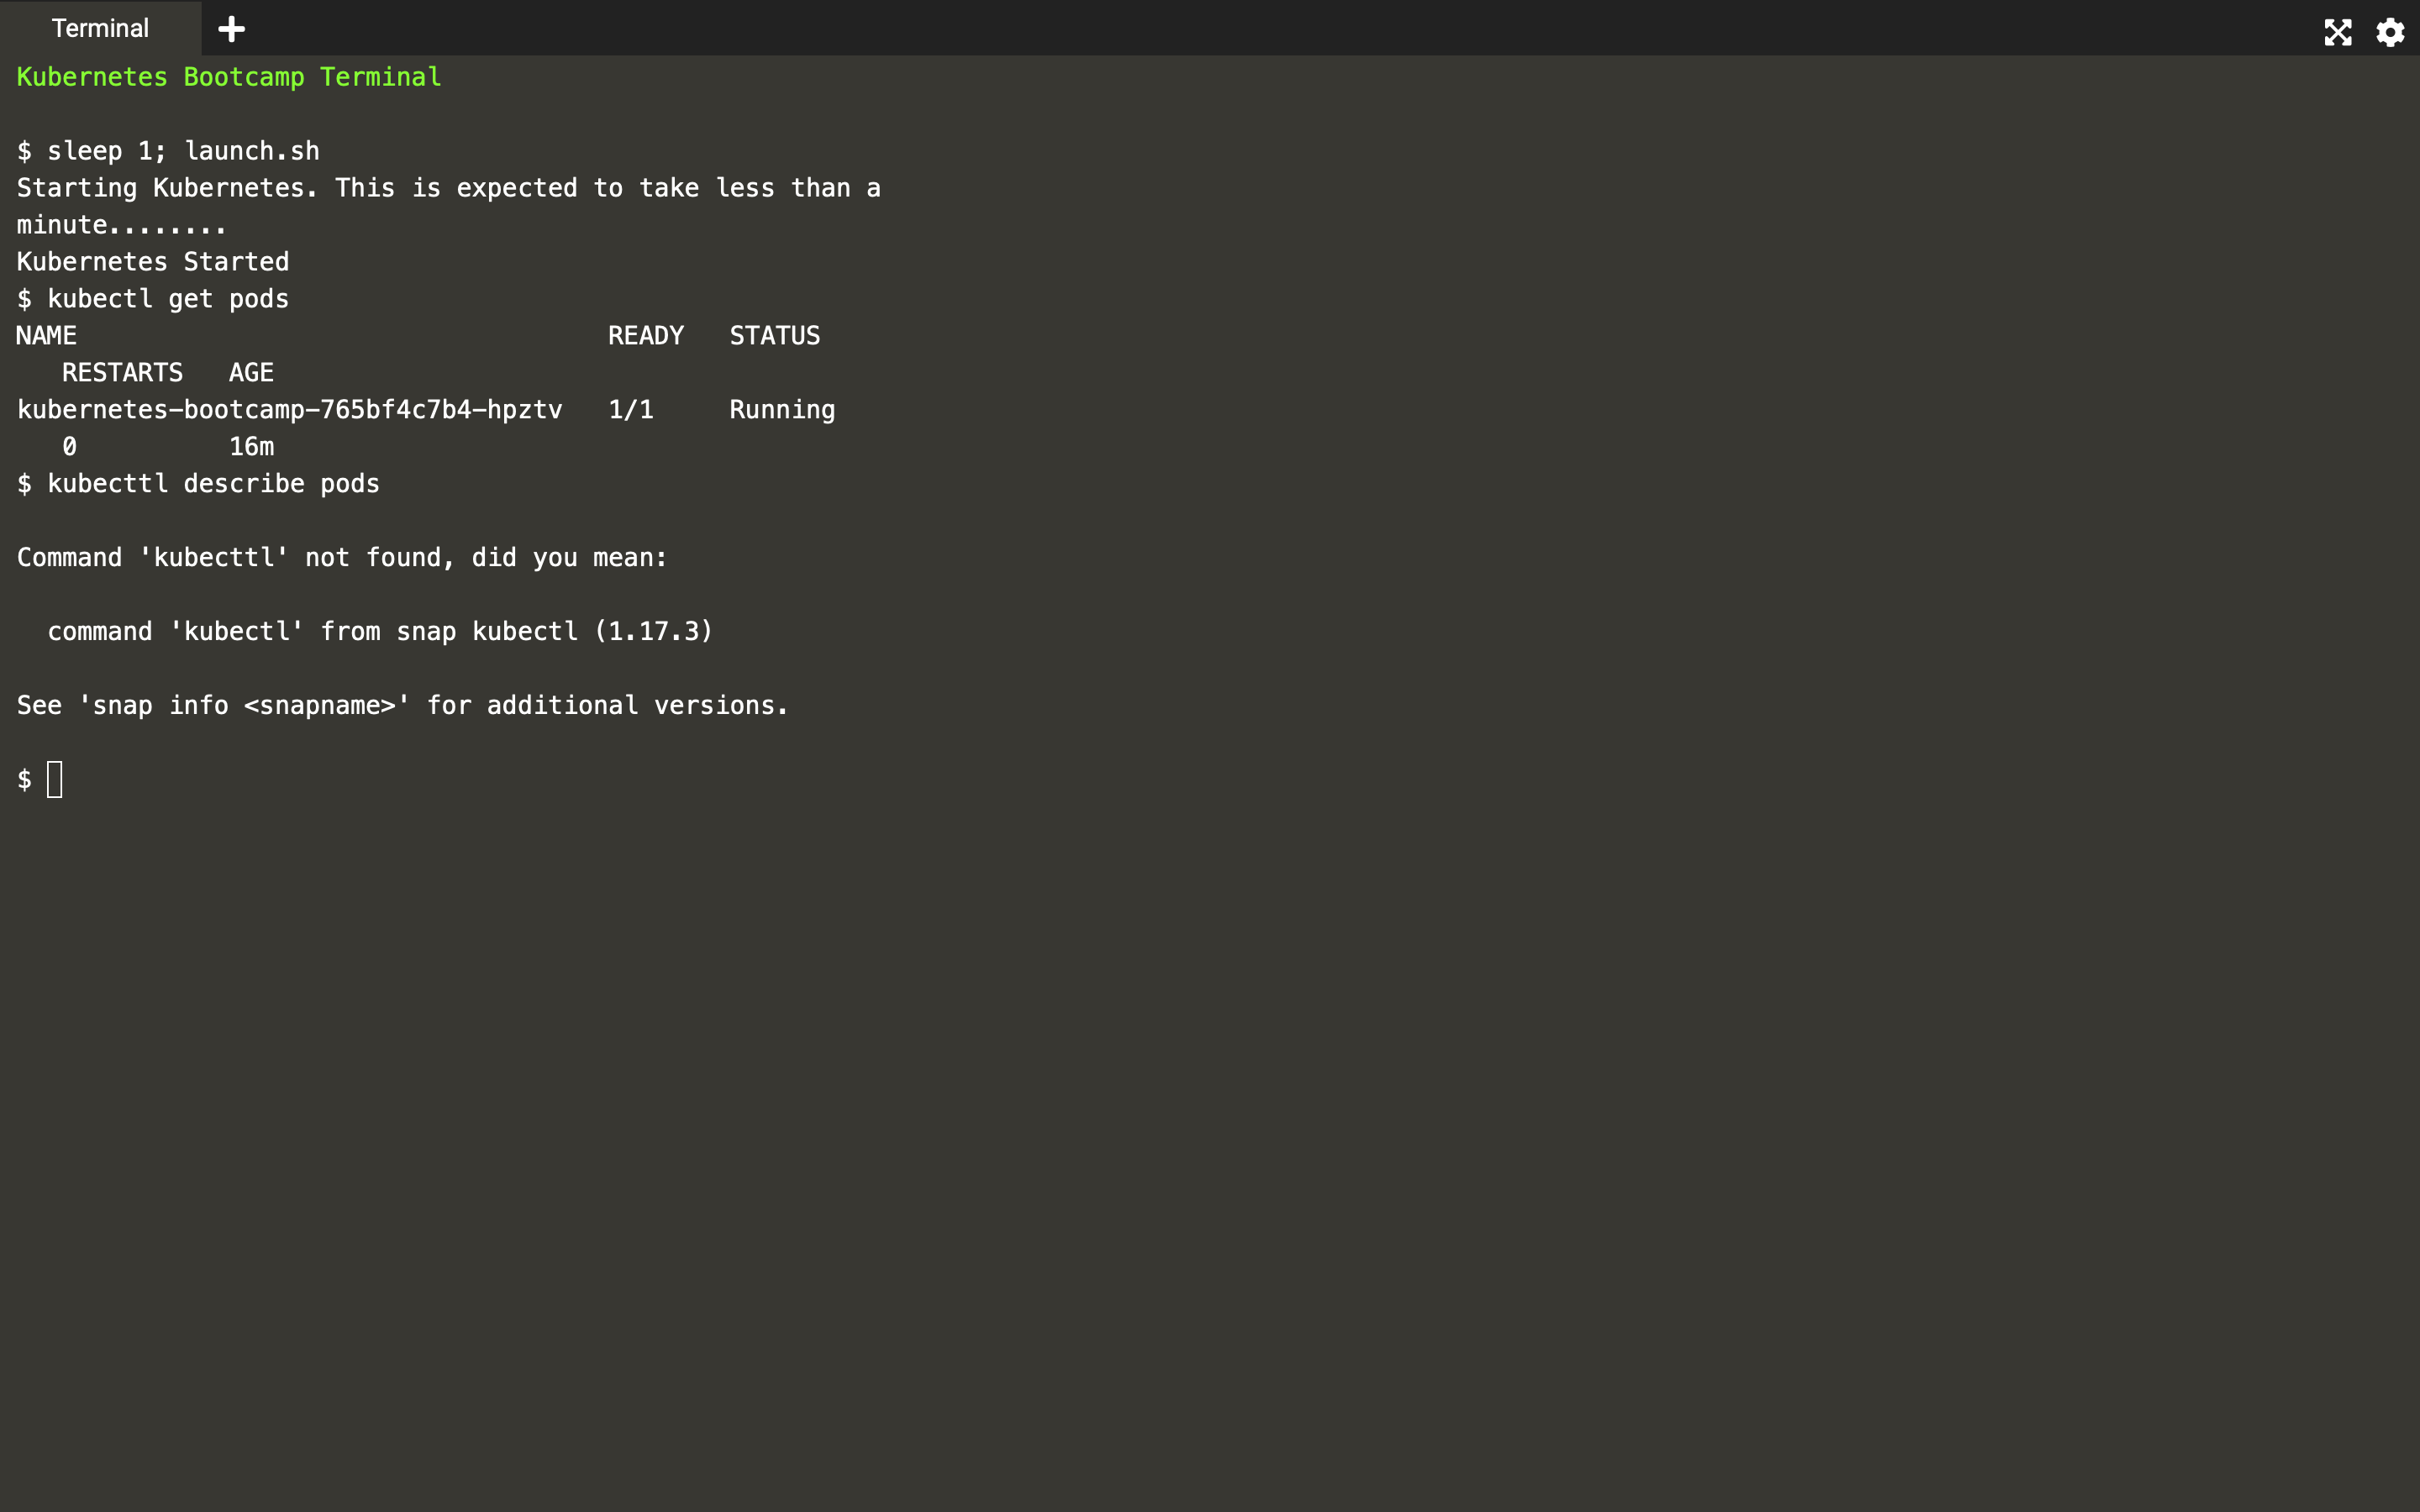 Terminal
Kubernetes Bootcamp Terminal
$ sleep 1; launch.sh
Starting Kubernetes. This is expected to take less than a
minute........
Kubernetes Started
$ kubectl get pods
NAME                                   READY   STATUS
   RESTARTS   AGE
kubernetes-bootcamp-765bf4c7b4-hpztv   1/1     Running
   0          16m
$ kubecttl describe pods
Command 'kubecttl' not found, did you mean:
  command 'kubectl' from snap kubectl (1.17.3)
See 'snap info <snapname>' for additional versions.
$